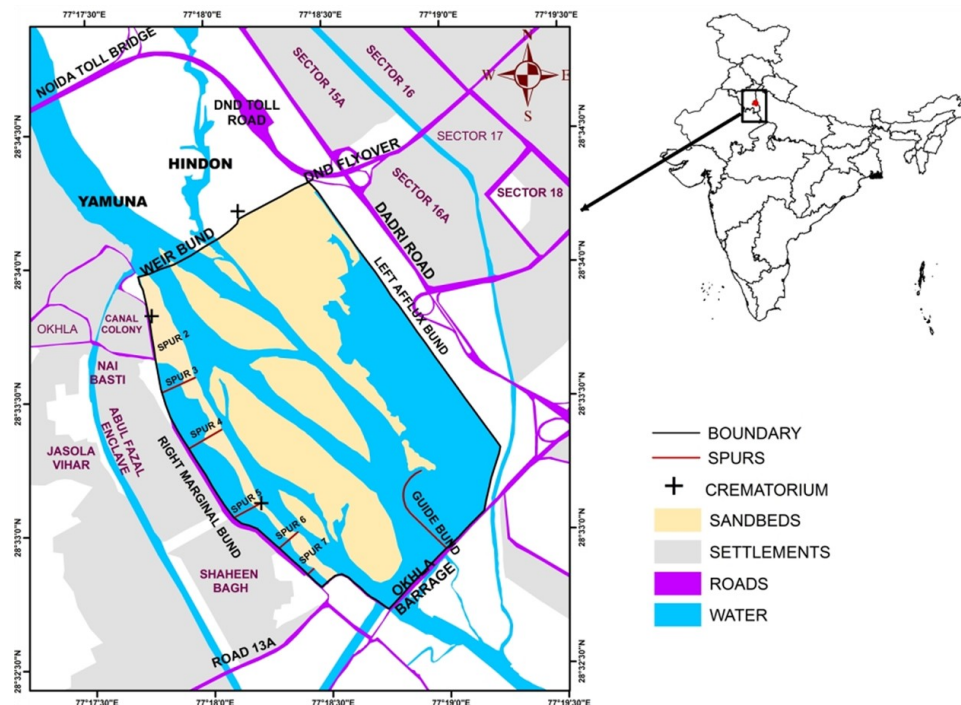 77°17'30"E 77°18'0"E 77°18'30"E 77°19'0"E 77°19'30"E
NOIDA TOLL BRIDGE
SECTOR 15A
SECTOR 16
N
W E
S
DND TOLL
ROAD
SECTOR 17
28°34'30"N
28°34'30"N
HINDON
DND FLYOVER
SECTOR 18
YAMUNA
SECTOR 16A
DADRI ROAD
WEIR BUND
28°34'0"N
28°34'0"N
LEFT AFFLUX BUND
OKHLA
CANAL
COLONY
SPUR 2
NAI
BASTI
SPUR 3
28°33'30"N
28°33'30"N
ABUL FAZAL
ENCLAVE
SPUR 4
JASOLA
VIHAR
RIGHT MARGINAL BUND
SPUR 5
GUIDE BUND
SPUR 6
28°33'0"N
28°33'0"N
SPUR 7
SHAHEEN
BAGH
OKHLA
BARRAGE
ROAD 13A
28°32'30"N
28°32'30"N
77°17'30"E 77°18'0"E 77°18'30"E 77°19'0"E 77°19'30"E
BOUNDARY
SPURS
CREMATORIUM
SANDBEDS
SETTLEMENTS
ROADS
WATER